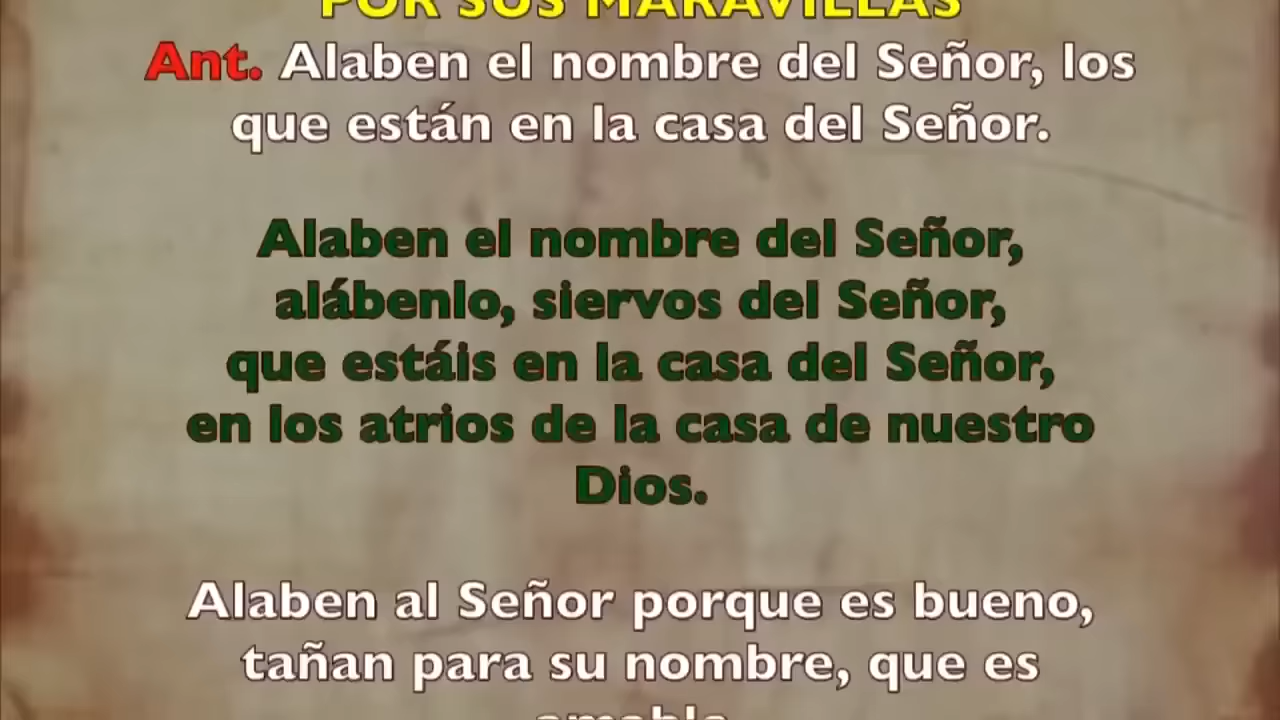 POR SUS MARAVILLAS
Ant. Alaben el nombre del Señor, los
que están en la casa del Señor.
Alaben el nombre del Señor,
alábenlo, siervos del Señor,
que estáis en la casa del Señor,
en los atrios de la casa de nuestro
Dios.
Alaben al Señor porque es bueno,
tañan para su nombre, que es
amable.